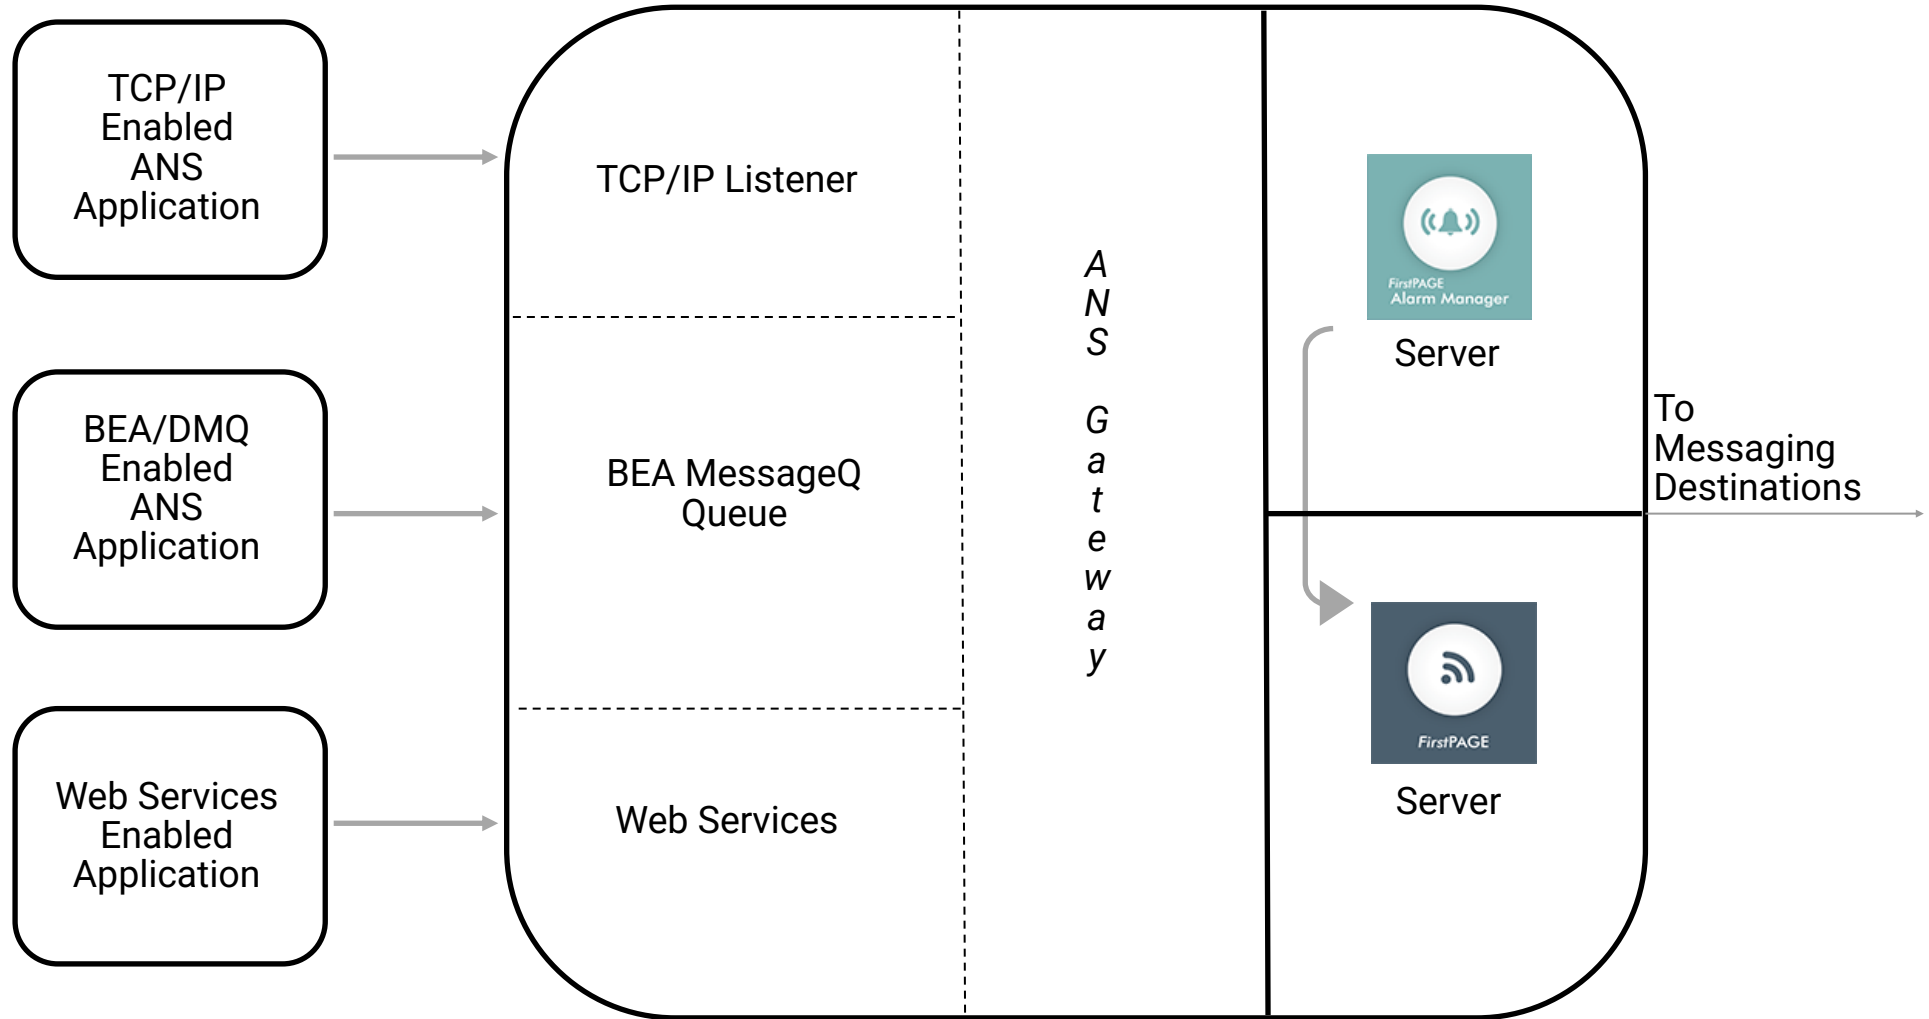 TCP/IP
Enabled
ANS
Application
BEA/DMQ
Enabled
ANS
Application
Web Services
Enabled
Application
TCP/IP Listener
BEA MessageQ
Queue
Web Services
A
N
S
G
a
t
e
w
a
y
FirstPAGE
Alarm Manager
Server
FirstPAGE
Server
To
Messaging
Destinations